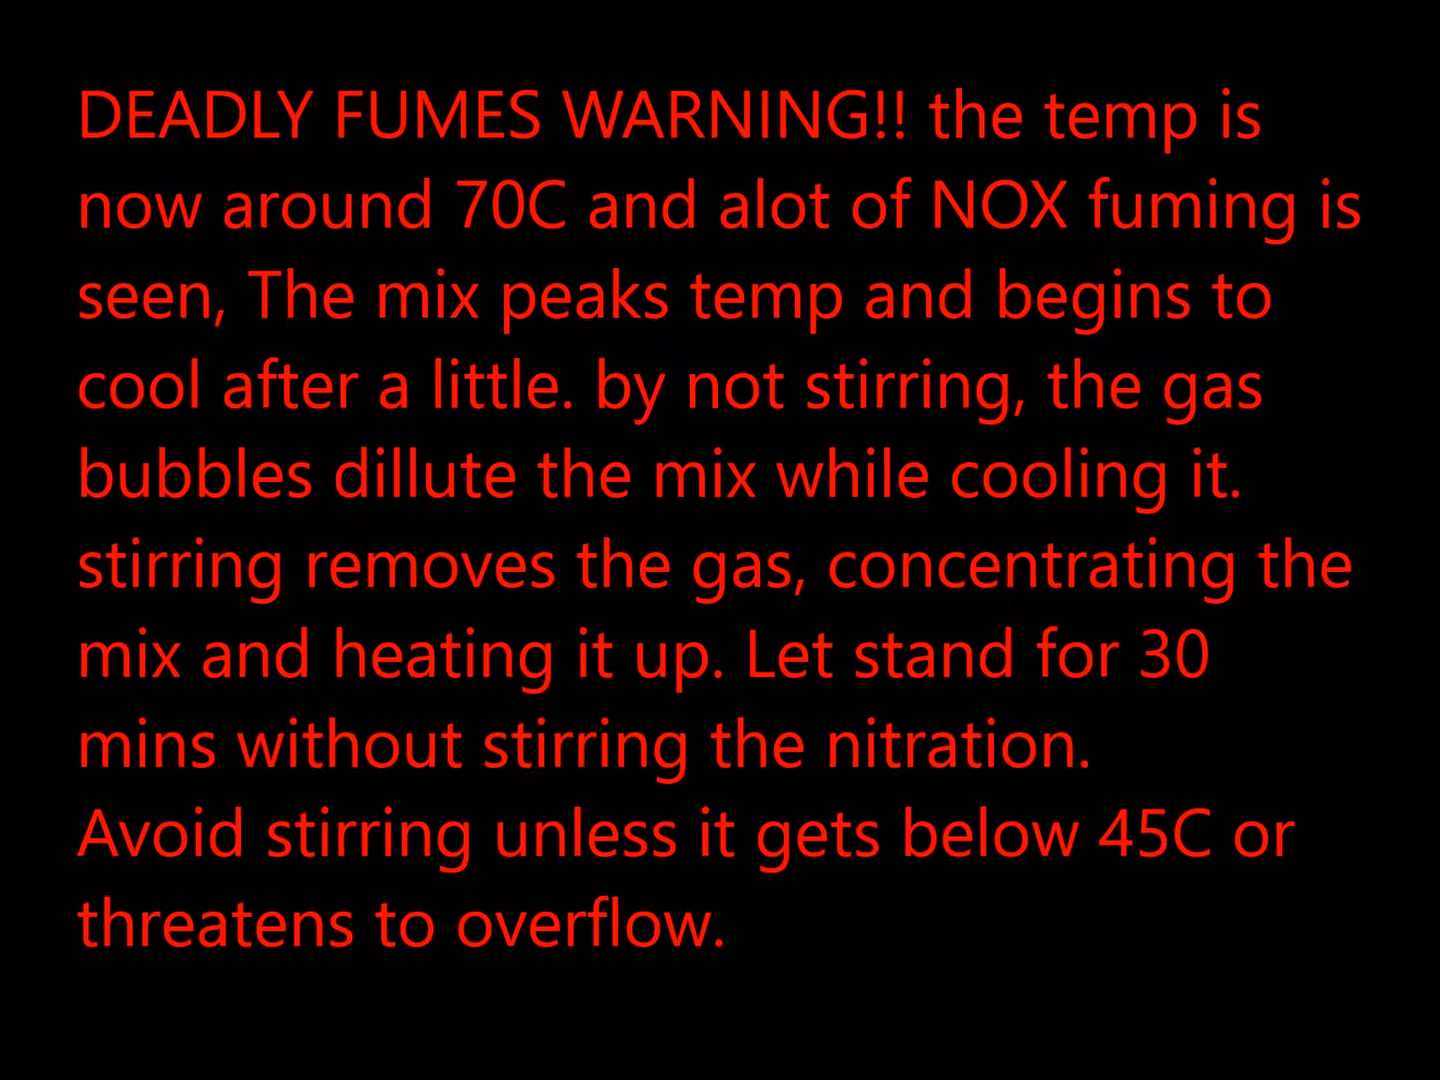 DEADLY FUMES WARNING!! the temp is
now around 70C and alot of NOX fuming is
seen, The mix peaks temp and begins to
cool after a little. by not stirring, the gas
bubbles dillute the mix while cooling it.
stirring removes the gas, concentrating the
mix and heating it up. Let stand for 30
mins without stirring the nitration.
Avoid stirring unless it gets below 45C or
threatens to overflow.